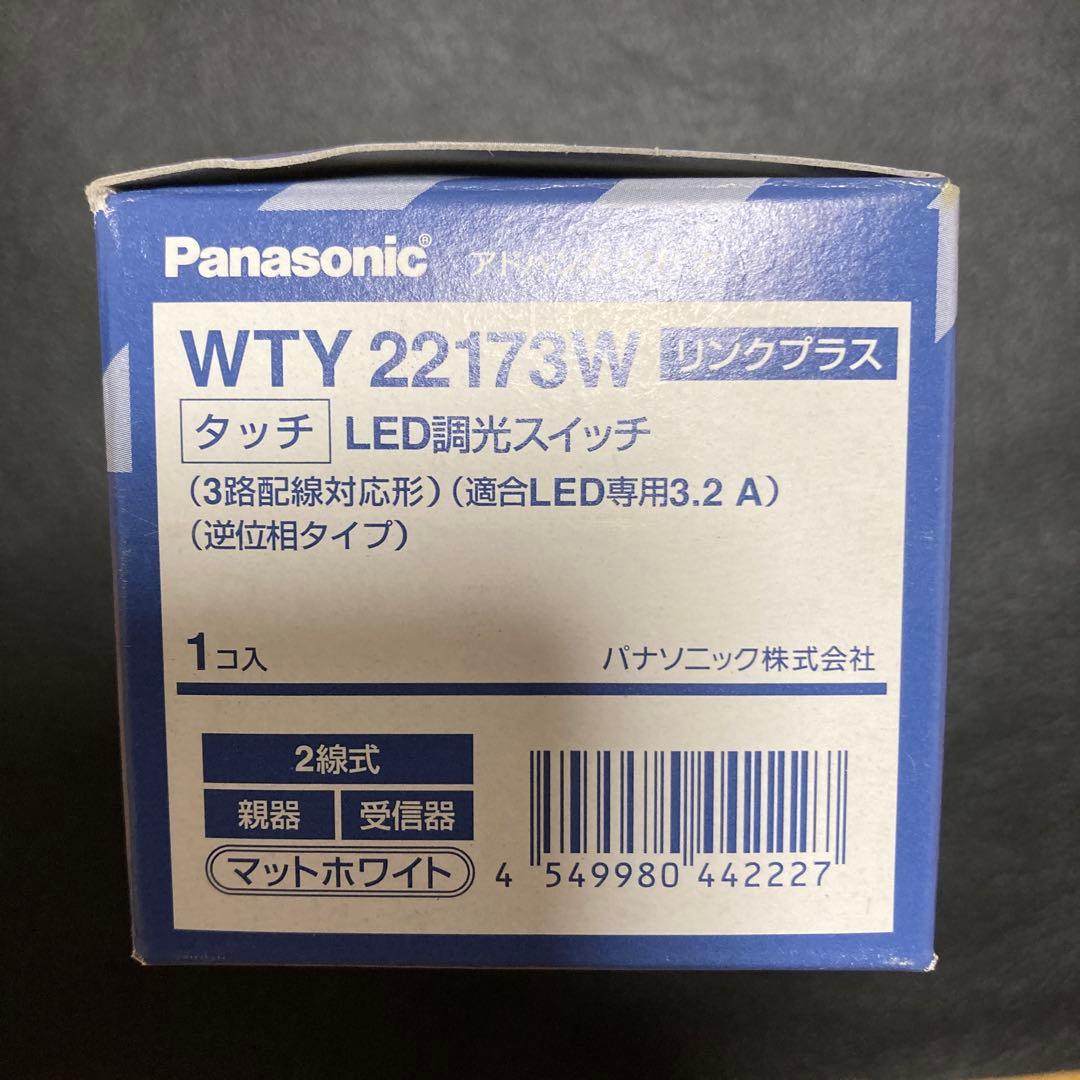 Panasonic®
WTY 22173W リンクプラス
タッチ LED調光スイッチ
(3路配線対応形)(適合LED専用3.2 A)
(逆位相タイプ)
1コ入 パナソニック株式会社
2線式
親器 受信器
マットホワイト
4 549980 442227